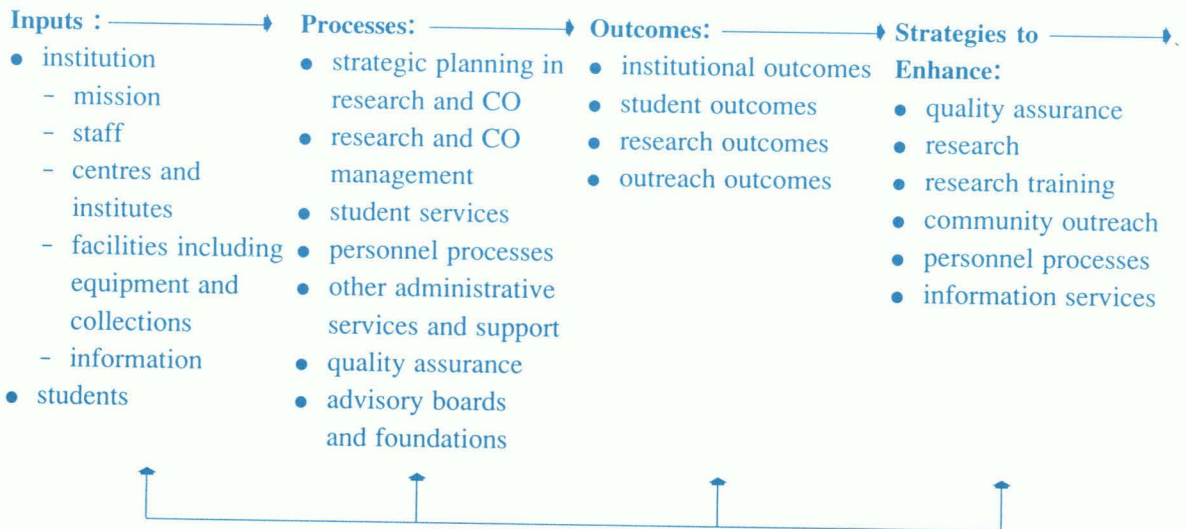 Inputs :
● institution
– mission
– staff
– centres and
institutes
– facilities including
equipment and
collections
– information
● students
Processes:
● strategic planning in
research and CO
● research and CO
management
● student services
● personnel processes
● other administrative
services and support
● quality assurance
● advisory boards
and foundations
Outcomes:
● institutional outcomes
● student outcomes
● research outcomes
● outreach outcomes
Strategies to
Enhance:
● quality assurance
● research
● research training
● community outreach
● personnel processes
● information services